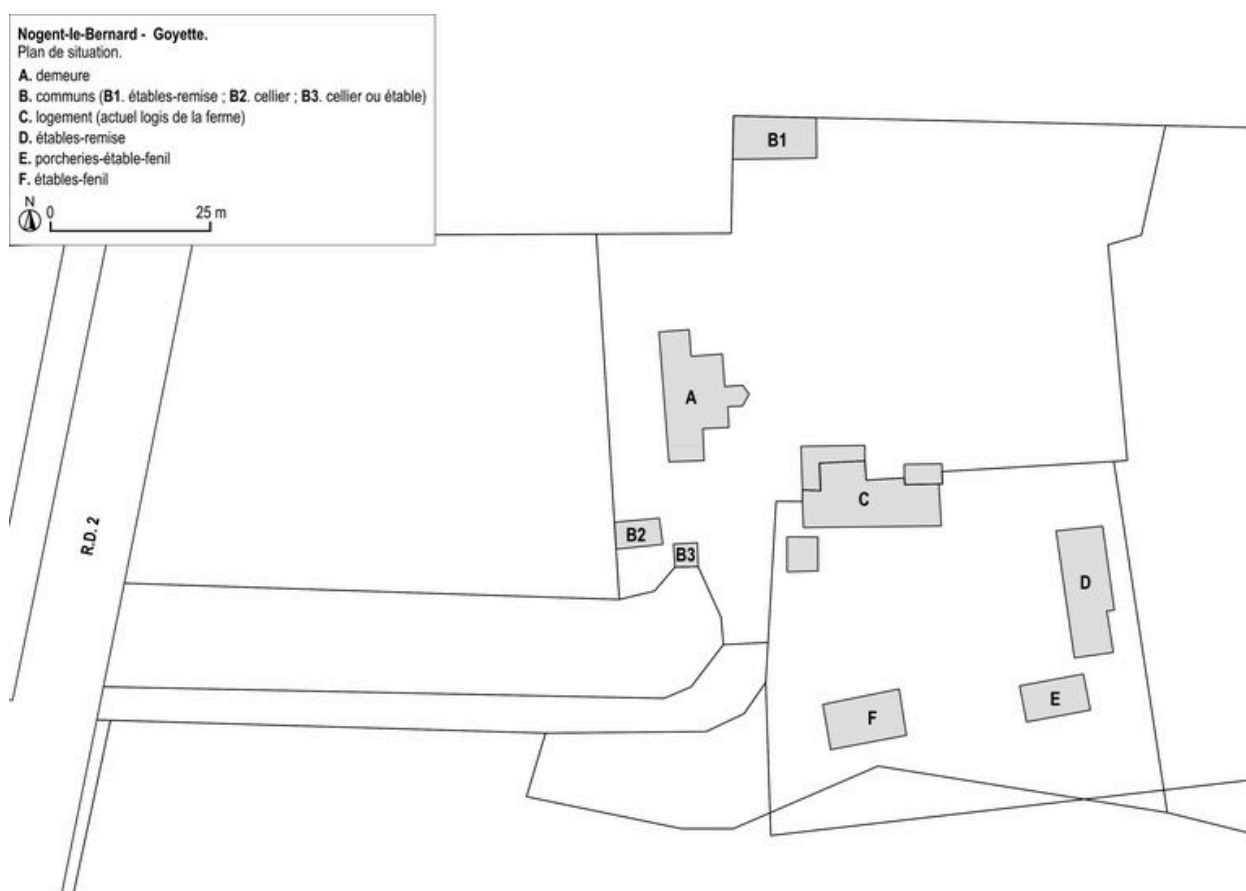 Nogent-le-Bernard - Goyette.
Plan de situation.
A. demeure
B. communs (B1. étables-remise ; B2. cellier ; B3. cellier ou étable)
C. logement (actuel logis de la ferme)
D. étables-remise
E. porcheries-étable-fenil
F. étables-fenil
N
0 25 m
B1
A
C
R.D. 2
B2
B3
D
E
F